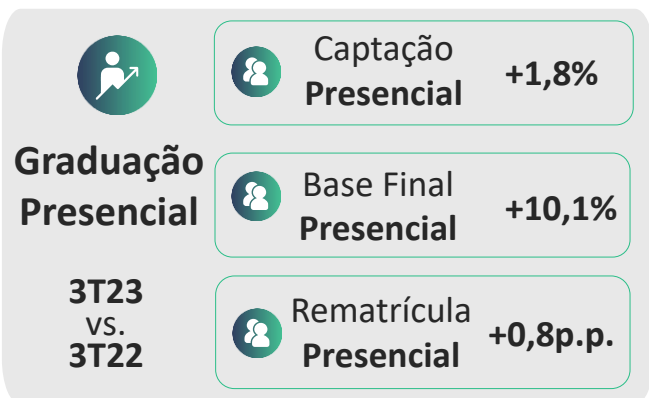 Graduação
Presencial
3T23
vs.
3T22
Captação
Presencial
+1,8%
Base Final
Presencial
+10,1%
Rematrícula
Presencial
+0,8p.p.